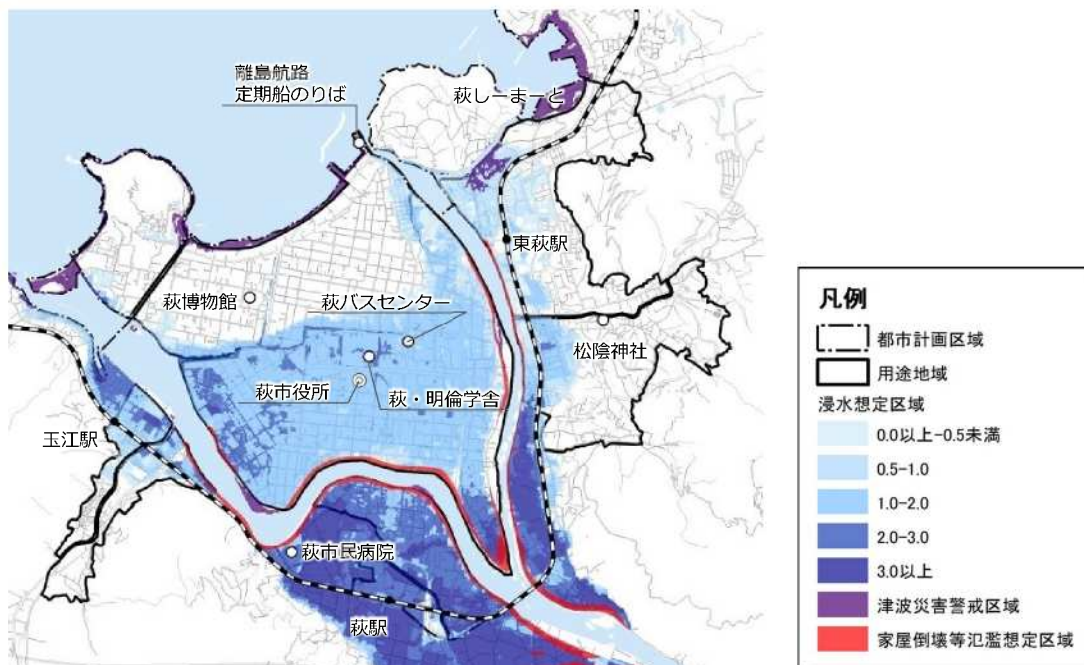 離島航路
定期船のりば
萩しーまーと
東萩駅
萩博物館
萩バスセンター
松陰神社
萩市役所
萩・明倫学舎
玉江駅
萩市民病院
萩駅
凡例
都市計画区域
用途地域
浸水想定区域
0.0以上-0.5未満
0.5-1.0
1.0-2.0
2.0-3.0
3.0以上
津波災害警戒区域
家屋倒壊等氾濫想定区域